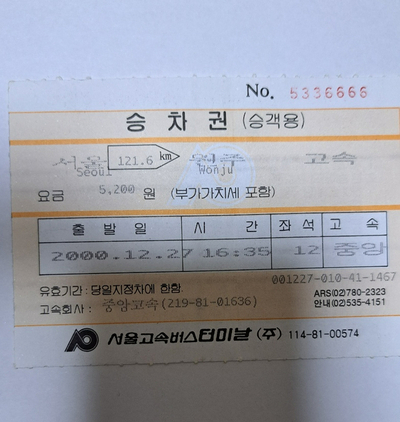 No. 5336666
승 차 권 (승객용)
서울 121.6 km 원주 고속
Seoul Wonju
요금 5,200 원 (부가가치세 포함)
출 발 일 시 간 좌 석 고 속
2000.12.27 16:35 12 중앙
001227-010-41-1467
유효기간 : 당일지정차에 한함. ARS(02)780-2323
고속회사 : 중앙고속(219-81-01636) 안내(02)535-4151
서울고속버스터미날 (주) 114-81-00574